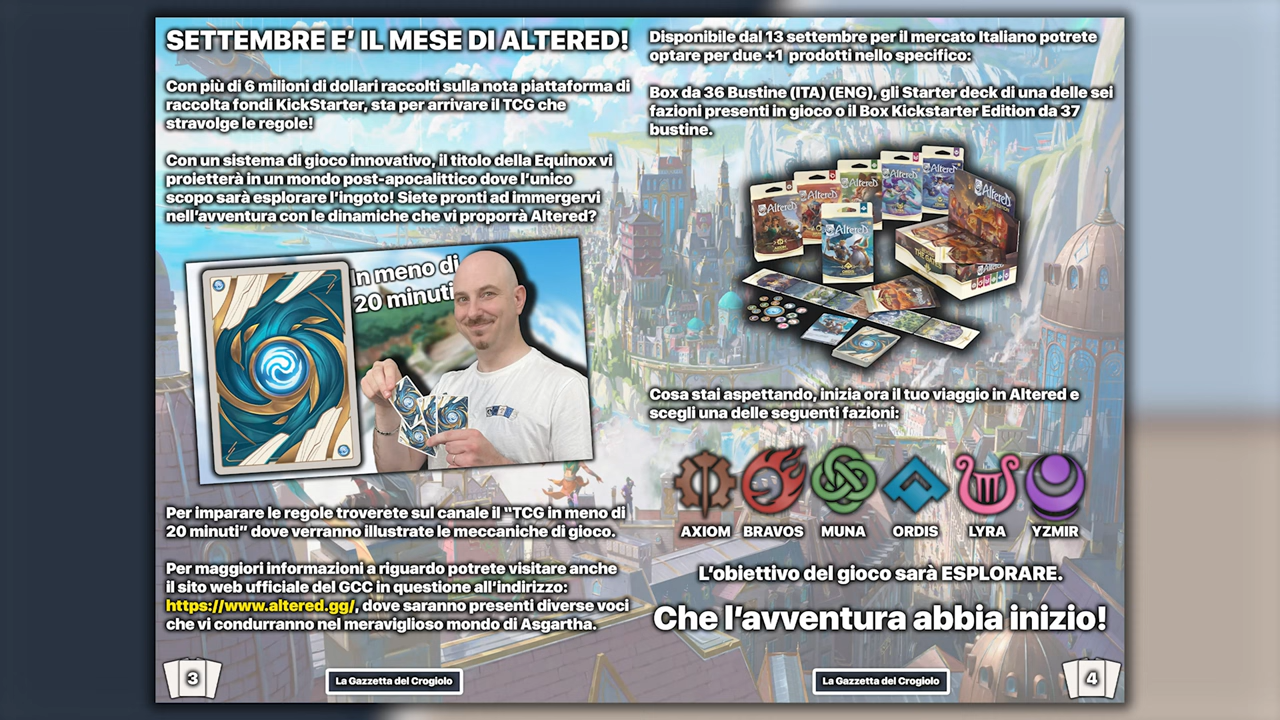 SETTEMBRE E' IL MESE DI ALTERED!
Con più di 6 milioni di dollari raccolti sulla nota piattaforma di
raccolta fondi KickStarter, sta per arrivare il TCG che
stravolge le regole!
Con un sistema di gioco innovativo, il titolo della Equinox vi
proietterà in un mondo post-apocalittico dove l'unico
scopo sarà esplorare l'ingoto! Siete pronti ad immergervi
nell'avventura con le dinamiche che vi proporrà Altered?
In meno di
20 minuti
Per imparare le regole troverete sul canale il “TCG in meno di
20 minuti” dove verranno illustrate le meccaniche di gioco.
Per maggiori informazioni a riguardo potrete visitare anche
il sito web ufficiale del GCC in questione all'indirizzo:
https://www.altered.gg/, dove saranno presenti diverse voci
che vi condurranno nel meraviglioso mondo di Asgartha.
3
La Gazzetta del Crogiolo
Disponibile dal 13 settembre per il mercato Italiano potrete
optare per due +1 prodotti nello specifico:
Box da 36 Bustine (ITA) (ENG), gli Starter deck di una delle sei
fazioni presenti in gioco o il Box Kickstarter Edition da 37
bustine.
Altered
Altered
Altered
Altered
Altered
Altered
Altered
Altered
Cosa stai aspettando, inizia ora il tuo viaggio in Altered e
scegli una delle seguenti fazioni:
AXIOM BRAVOS MUNA ORDIS LYRA YZMIR
L'obiettivo del gioco sarà ESPLORARE.
Che l'avventura abbia inizio!
La Gazzetta del Crogiolo
4